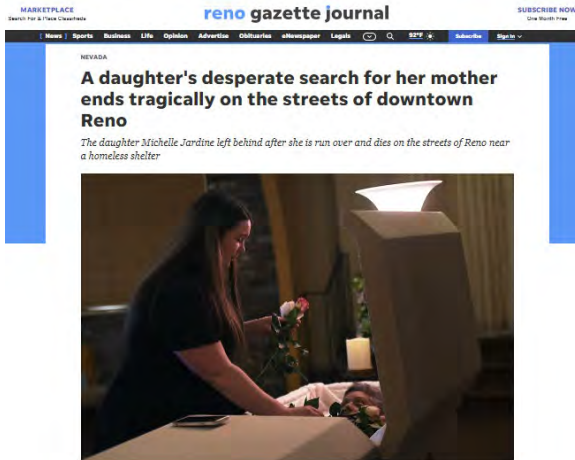 MARKETPLACE
Search For & Place Classifieds
reno gazette journal
SUBSCRIBE NOW
One Month Free
[ News ] Sports Business Life Opinion Advertise Obituaries eNewspaper Legals 92°F Subscribe Sign In
NEVADA
A daughter's desperate search for her mother
ends tragically on the streets of downtown
Reno
The daughter Michelle Jardine left behind after she is run over and dies on the streets of Reno near
a homeless shelter